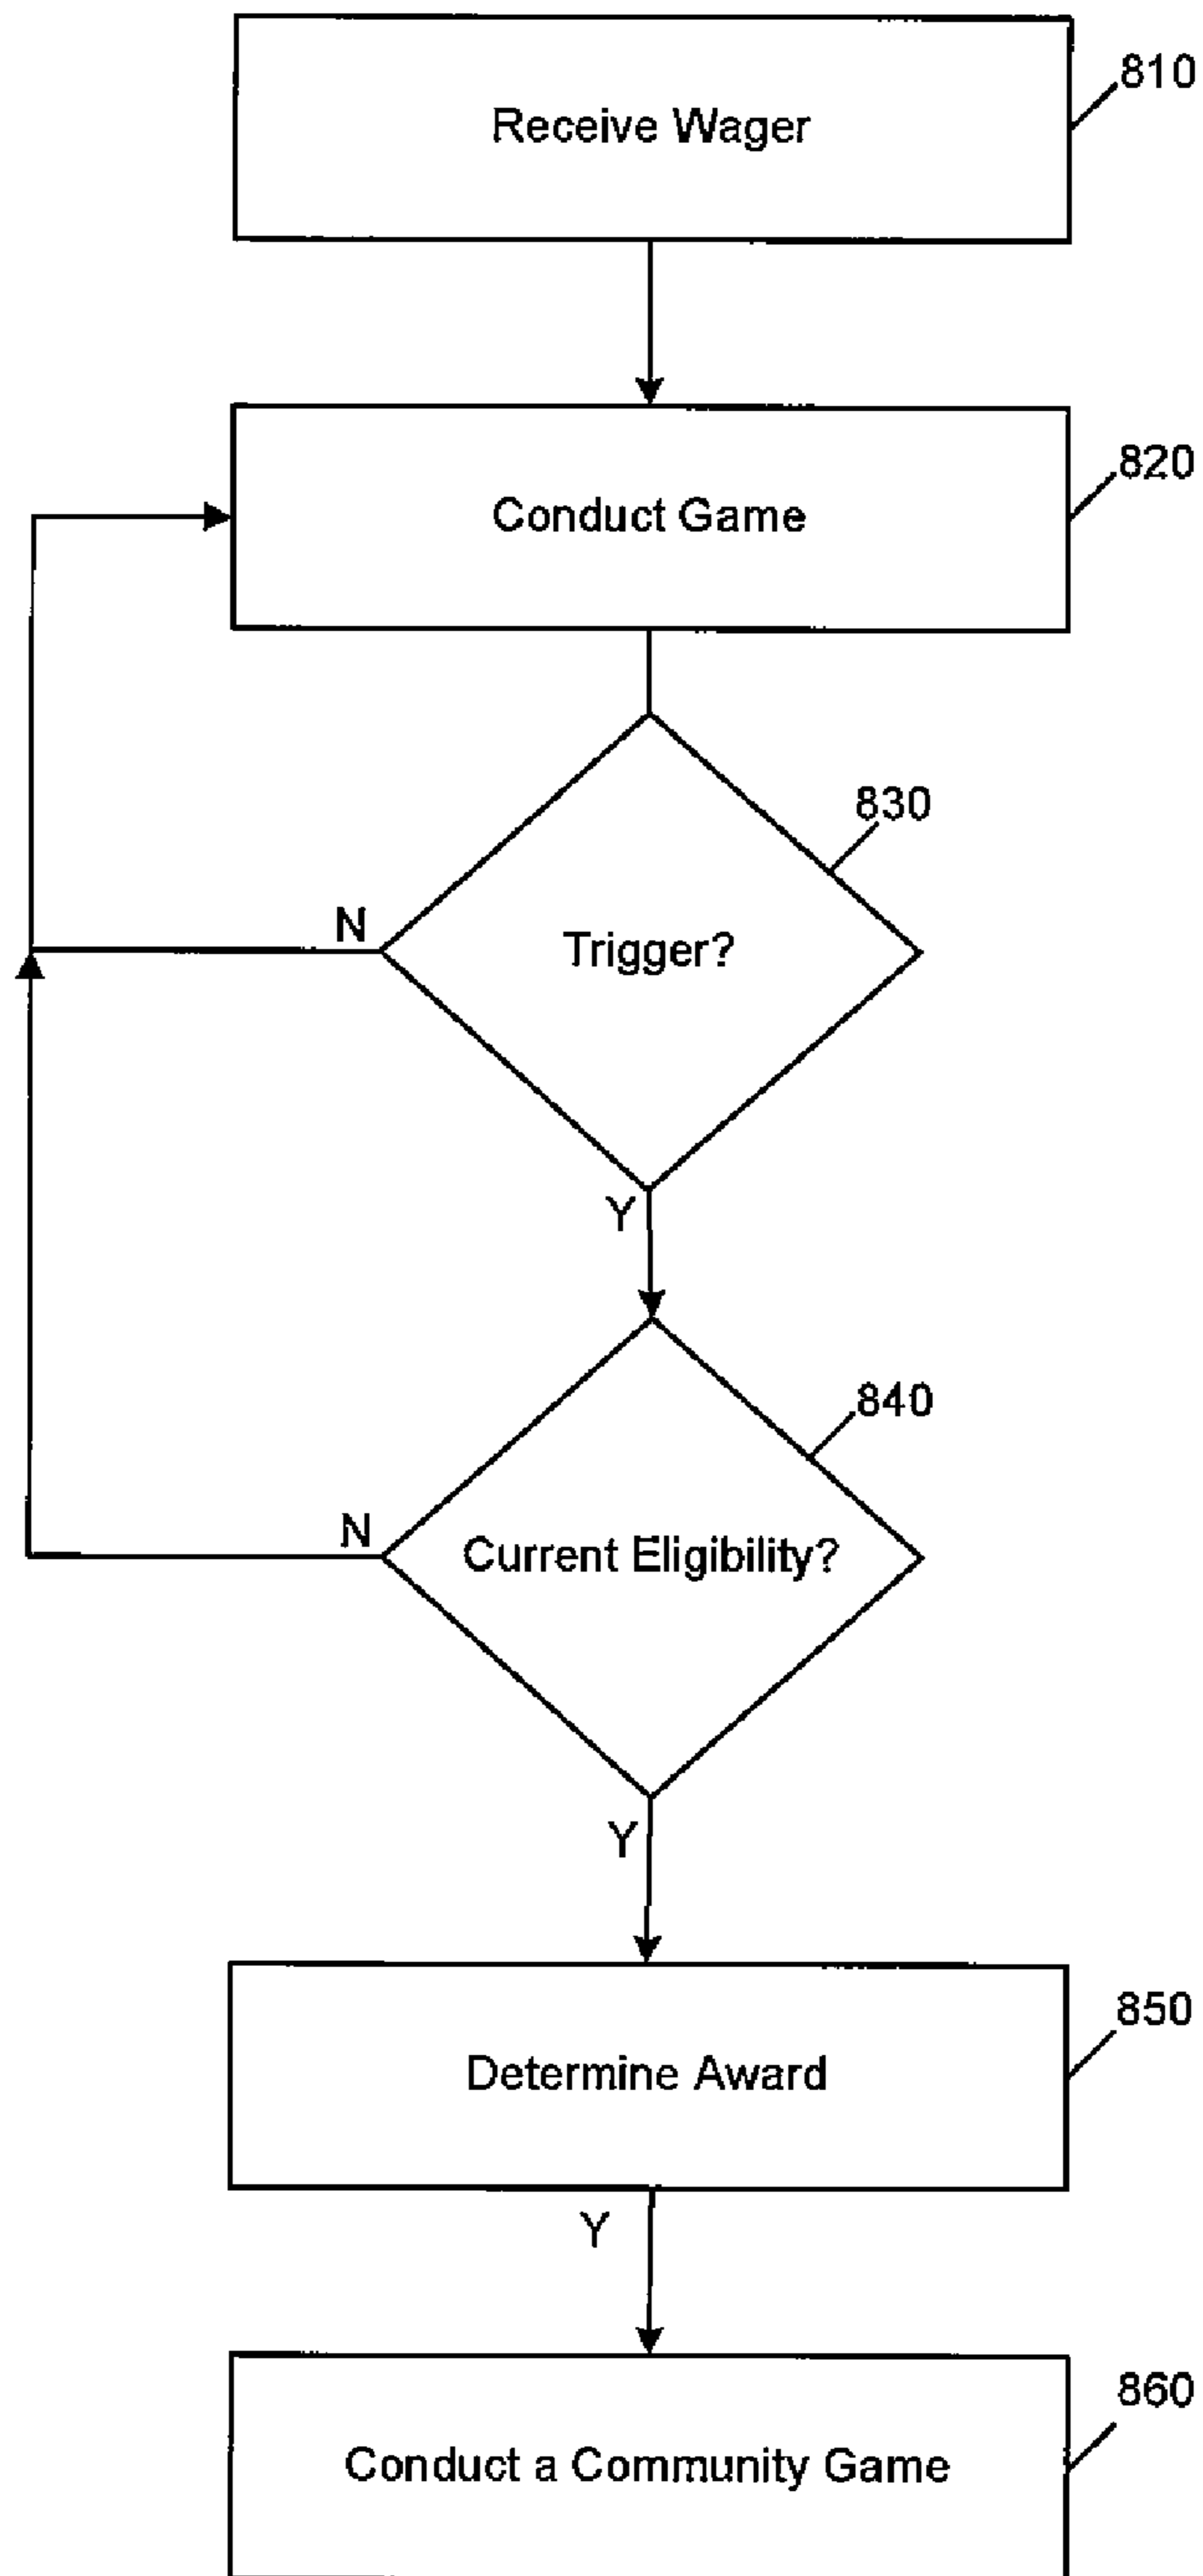 810
Receive Wager
820
Conduct Game
830
N
Trigger?
Y
840
N
Current Eligibility?
Y
850
Determine Award
Y
860
Conduct a Community Game